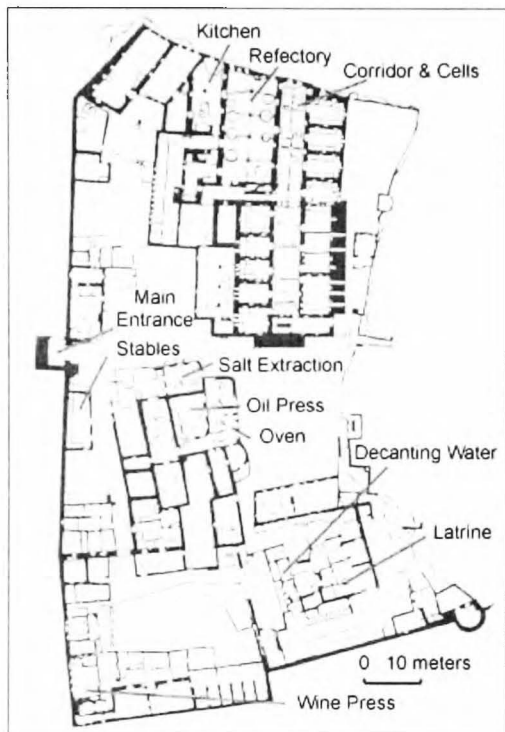 Kitchen
Refectory
Corridor & Cells
Main
Entrance
Stables
Salt Extraction
Oil Press
Oven
Decanting Water
Latrine
0 10 meters
Wine Press